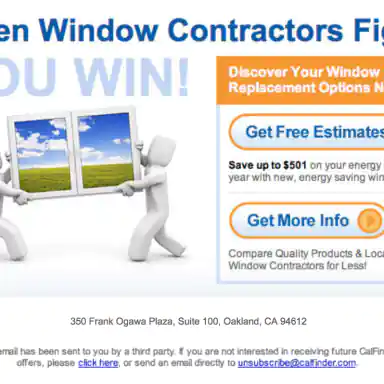 en Window Contractors Fig
OU WIN!
Discover Your Window
Replacement Options N
Get Free Estimates
Save up to $501 on your energy
year with new, energy saving win
Get More Info
Compare Quality Products & Loca
Window Contractors for Less!
350 Frank Ogawa Plaza, Suite 100, Oakland, CA 94612
email has been sent to you by a third party. If you are not interested in receiving future CalFin
offers, please click here, or send an email directly to unsubscribe@calfinder.com.